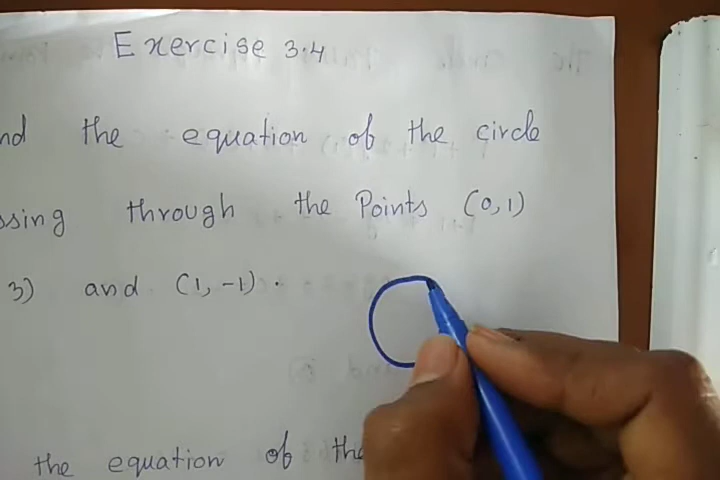 Exercise 3.4
nd the equation of the circle
ssing through the Points (0,1)
3) and (1, -1).
the equation of the